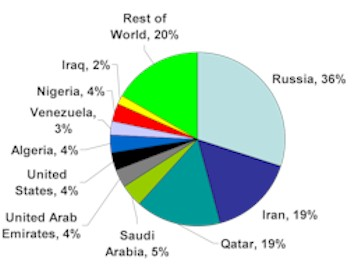 Rest of
World, 20%
Iraq, 2%
Nigeria, 4%
Venezuela,
3%
Algeria, 4%
United
States, 4%
United Arab
Emirates, 4%
Saudi
Arabia, 5%
Qatar, 19%
Iran, 19%
Russia, 36%